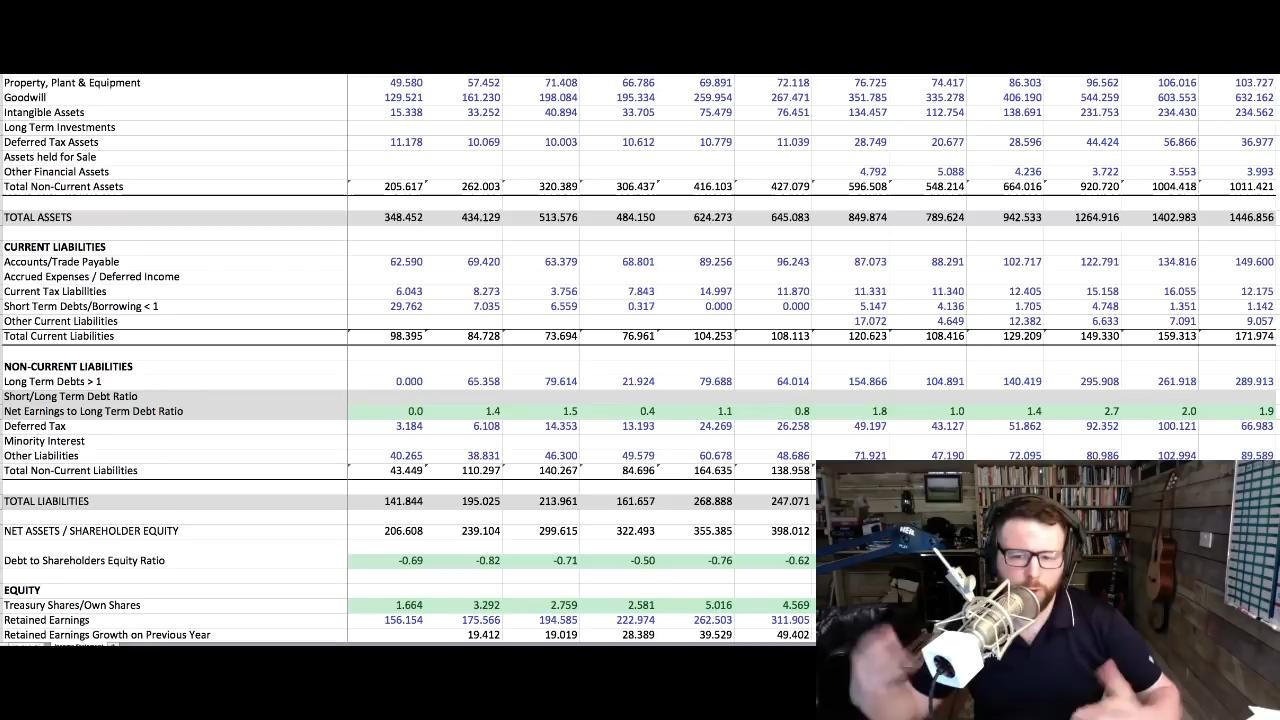 Property, Plant & Equipment 49.580 57.452 71.408 66.786 69.891 72.118 76.725 74.417 86.303 96.562 106.016 103.727
Goodwill 129.521 161.230 198.084 195.334 259.954 267.471 351.785 335.278 406.190 544.259 603.553 632.162
Intangible Assets 15.338 33.252 40.894 33.705 75.479 76.451 134.457 112.754 138.691 231.753 234.430 234.562
Long Term Investments
Deferred Tax Assets 11.178 10.069 10.003 10.612 10.779 11.039 28.749 20.677 28.596 44.424 56.866 36.977
Assets held for Sale
Other Financial Assets 4.792 5.088 4.236 3.722 3.553 3.993
Total Non-Current Assets 205.617 262.003 320.389 306.437 416.103 427.079 596.508 548.214 664.016 920.720 1004.418 1011.421
TOTAL ASSETS 348.452 434.129 513.576 484.150 624.273 645.083 849.874 789.624 942.533 1264.916 1402.983 1446.856
CURRENT LIABILITIES
Accounts/Trade Payable 62.590 69.420 63.379 68.801 89.256 96.243 87.073 88.291 102.717 122.791 134.816 149.600
Accrued Expenses / Deferred Income
Current Tax Liabilities 6.043 8.273 3.756 7.843 14.997 11.870 11.331 11.340 12.405 15.158 16.055 12.175
Short Term Debts/Borrowing < 1 29.762 7.035 6.559 0.317 0.000 0.000 5.147 4.136 1.705 4.748 1.351 1.142
Other Current Liabilities 17.072 4.649 12.382 6.633 7.091 9.057
Total Current Liabilities 98.395 84.728 73.694 76.961 104.253 108.113 120.623 108.416 129.209 149.330 159.313 171.974
NON-CURRENT LIABILITIES
Long Term Debts > 1 0.000 65.358 79.614 21.924 79.688 64.014 154.866 104.891 140.419 295.908 261.918 289.913
Short/Long Term Debt Ratio
Net Earnings to Long Term Debt Ratio 0.0 1.4 1.5 0.4 1.1 0.8 1.8 1.0 1.4 2.7 2.0 1.9
Deferred Tax 3.184 6.108 14.353 13.193 24.269 26.258 49.197 43.127 51.862 92.352 100.121 66.983
Minority Interest
Other Liabilities 40.265 38.831 46.300 49.579 60.678 48.686 71.921 47.190 72.095 80.986 102.994 89.589
Total Non-Current Liabilities 43.449 110.297 140.267 84.696 164.635 138.958
TOTAL LIABILITIES 141.844 195.025 213.961 161.657 268.888 247.071
NET ASSETS / SHAREHOLDER EQUITY 206.608 239.104 299.615 322.493 355.385 398.012
Debt to Shareholders Equity Ratio -0.69 -0.82 -0.71 -0.50 -0.76 -0.62
EQUITY
Treasury Shares/Own Shares 1.664 3.292 2.759 2.581 5.016 4.569
Retained Earnings 156.154 175.566 194.585 222.974 262.503 311.905
Retained Earnings Growth on Previous Year 19.412 19.019 28.389 39.529 49.402